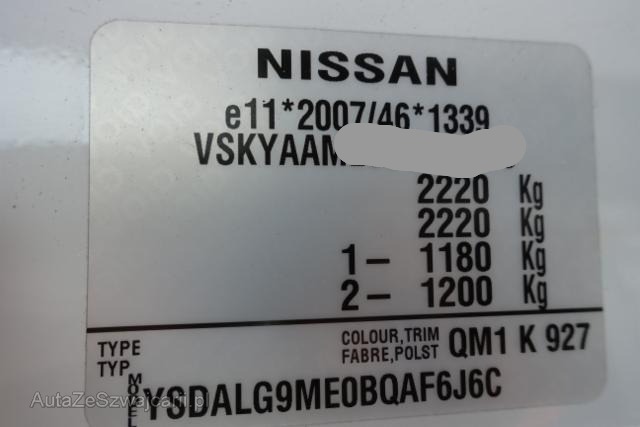 NISSAN
e11*2007/46*1339
VSKYAAM
2220 Kg
2220 Kg
1– 1180 Kg
2– 1200 Kg
TYPE
TYP
COLOUR,TRIM
FABRE,POLST
QM1 K 927
MODEL
YSDALG9ME0BQAF6J6C
AutaZeSzwajcarii.pl